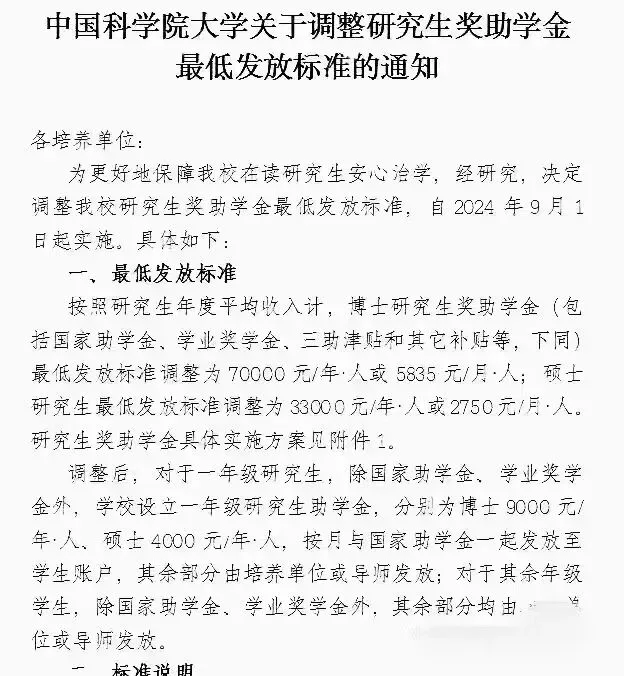 中国科学院大学关于调整研究生奖助学金
最低发放标准的通知
各培养单位：
为更好地保障我校在读研究生安心治学，经研究，决定
调整我校研究生奖助学金最低发放标准，自 2024 年 9 月 1
日起实施。具体如下：
一、最低发放标准
按照研究生年度平均收入计，博士研究生奖助学金（包
括国家助学金、学业奖学金、三助津贴和其它补贴等，下同）
最低发放标准调整为 70000 元/年·人或 5835 元/月·人；硕士
研究生最低发放标准调整为 33000 元/年·人或 2750 元/月·人。
研究生奖助学金具体实施方案见附件 1。
调整后，对于一年级研究生，除国家助学金、学业奖学
金外，学校设立一年级研究生助学金，分别为博士 9000 元/
年·人、硕士 4000 元/年·人，按月与国家助学金一起发放至
学生账户，其余部分由培养单位或导师发放；对于其余年级
学生，除国家助学金、学业奖学金外，其余部分均由
位或导师发放。
二、标准说明